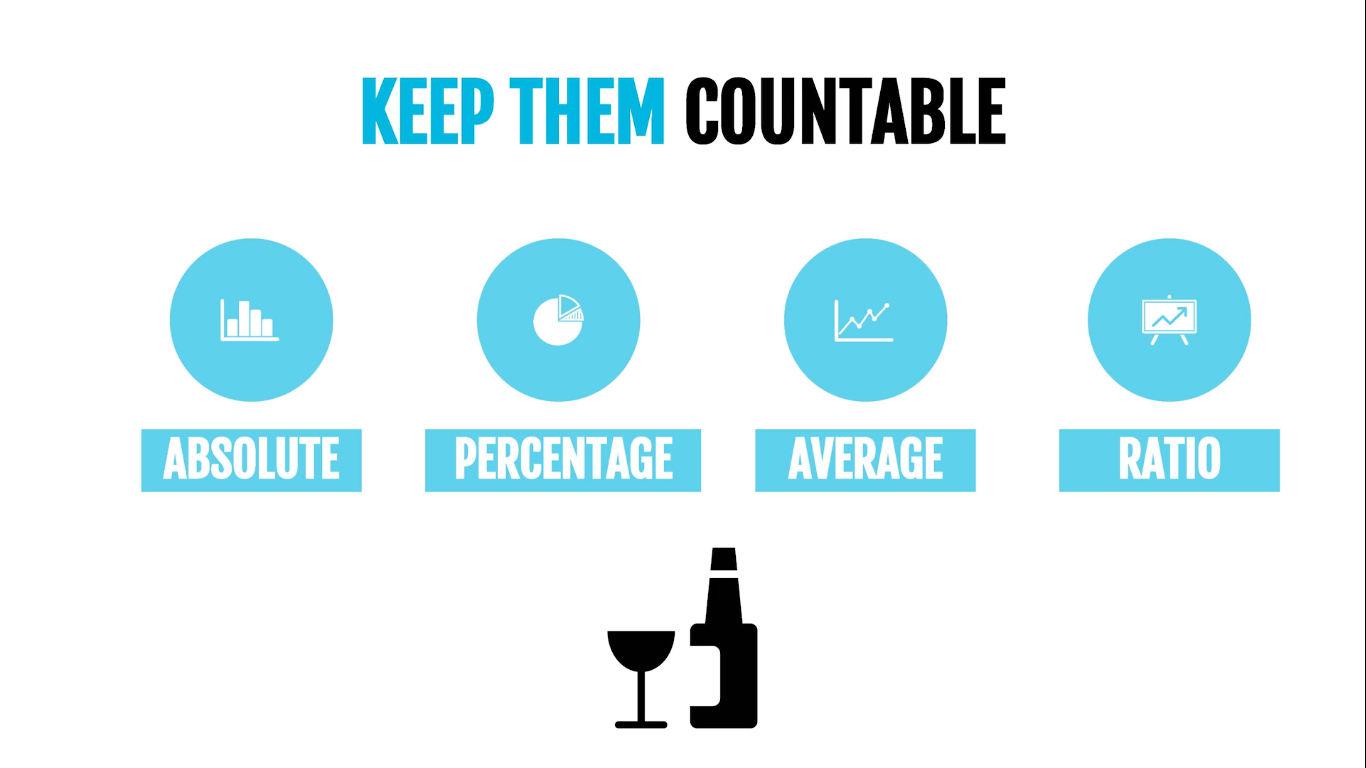 KEEP THEM COUNTABLE
ABSOLUTE
PERCENTAGE
AVERAGE
RATIO